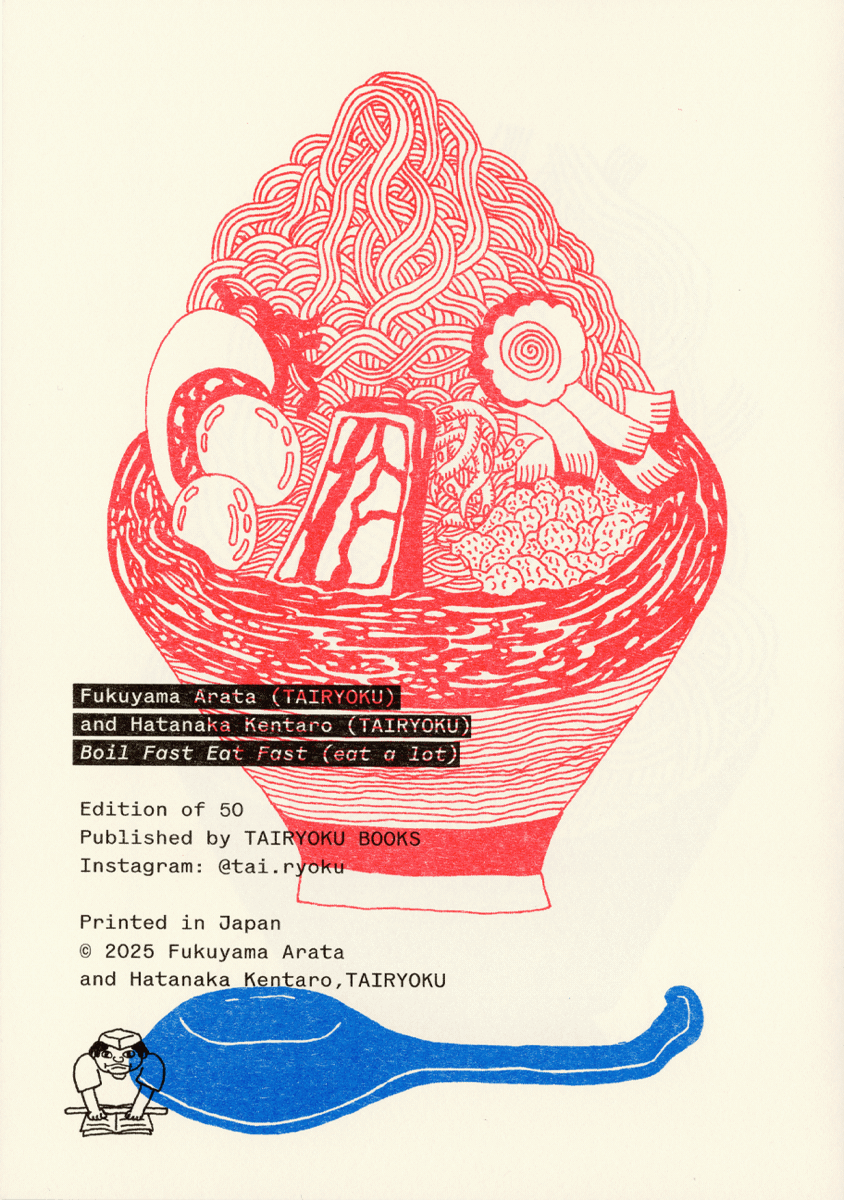 Fukuyama Arata (TAIRYOKU)
and Hatanaka Kentaro (TAIRYOKU)
Boil Fast Eat Fast (eat a lot)
Edition of 50
Published by TAIRYOKU BOOKS
Instagram: @tai.ryoku
Printed in Japan
© 2025 Fukuyama Arata
and Hatanaka Kentaro,TAIRYOKU